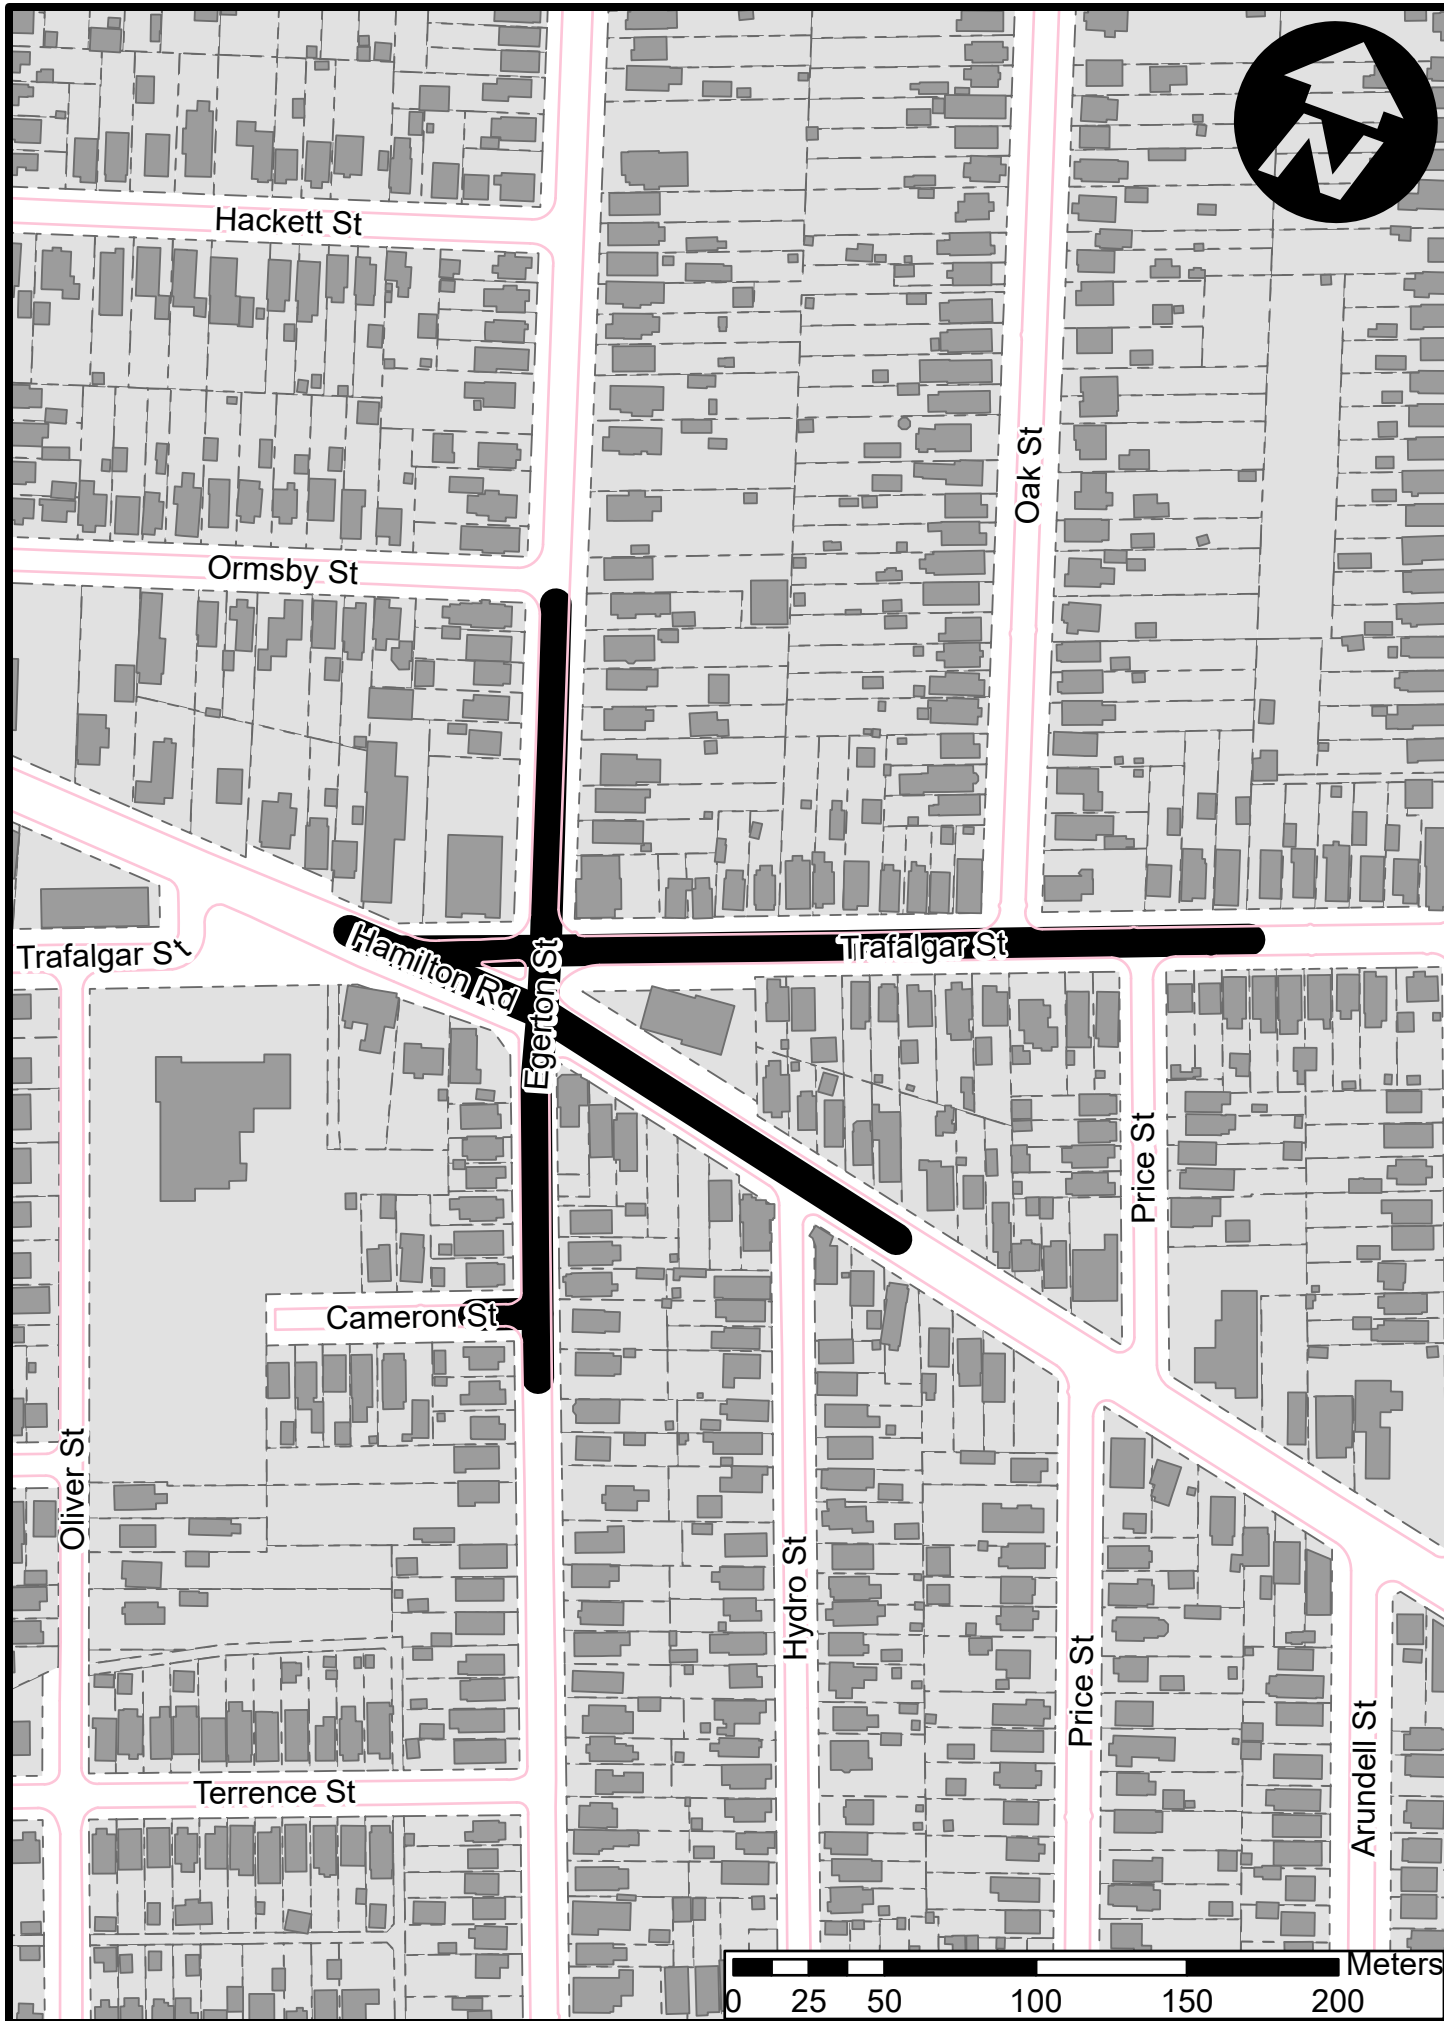 N
Hackett St
Oak St
Ormsby St
Trafalgar St
Hamilton Rd
Egerton St
Trafalgar St
Price St
Cameron St
Oliver St
Hydro St
Price St
Arundell St
Terrence St
Meters
0 25 50 100 150 200